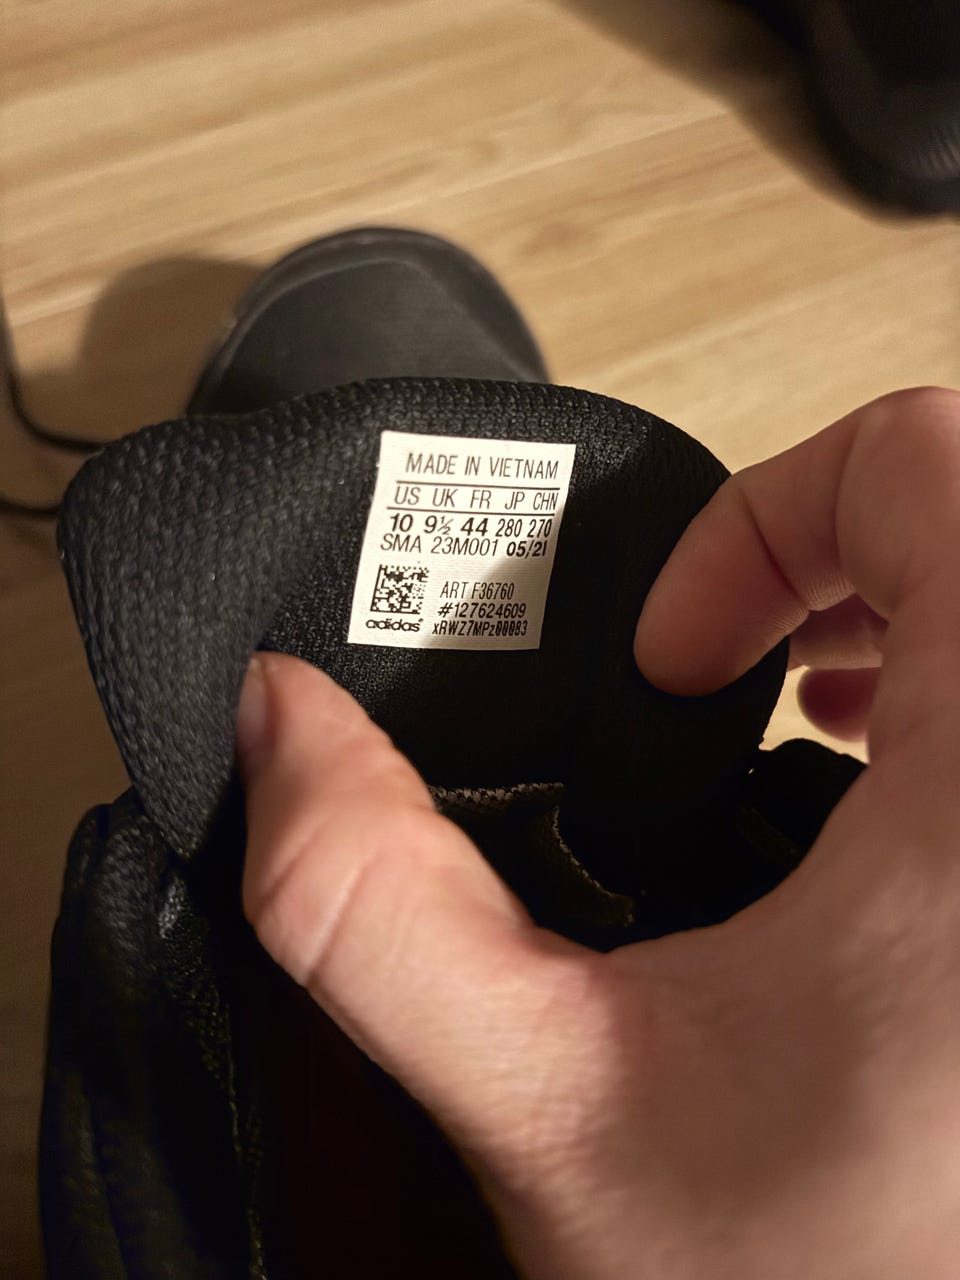 MADE IN VIETNAM
US UK FR JP CHN
10 9½ 44 280 270
SMA 23M001 05/21
ART F36760
#127624609
adidas xRWZ7MPz00083